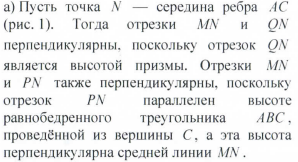 а) Пусть точка N — середина ребра AC
(рис. 1). Тогда отрезки MN и QN
перпендикулярны, поскольку отрезок QN
является высотой призмы. Отрезки MN
и PN также перпендикулярны, поскольку
отрезок PN параллелен высоте
равнобедренного треугольника ABC,
проведённой из вершины C, а эта высота
перпендикулярна средней линии MN.